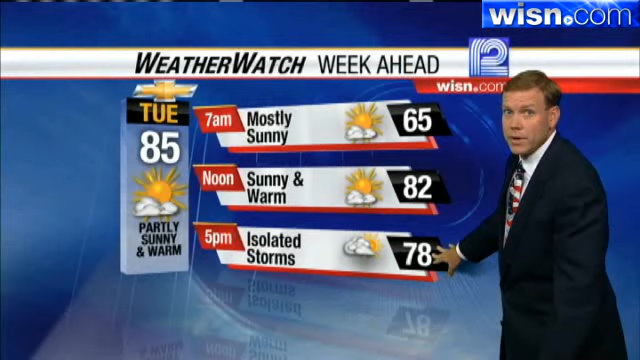 wisn.com
WEATHERWATCH WEEK AHEAD
12
wisn.com
TUE
85
PARTLY
SUNNY
& WARM
7am Mostly
Sunny 65
Noon Sunny &
Warm 82
5pm Isolated
Storms 78